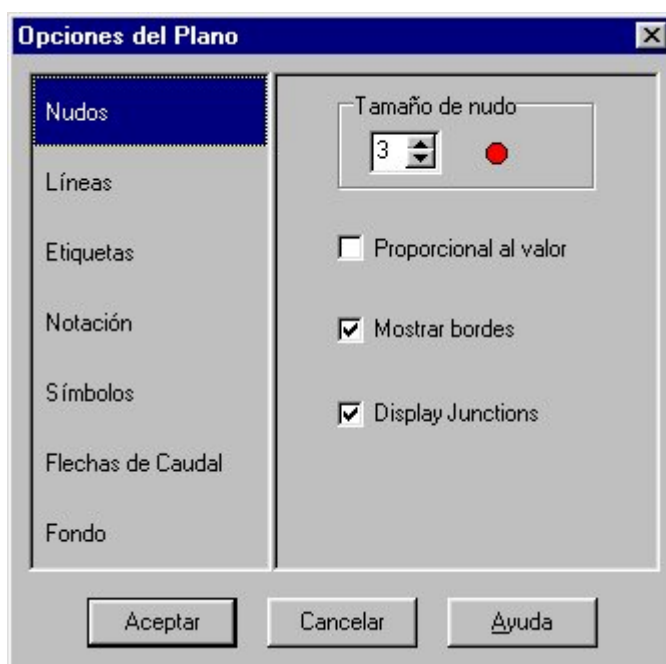 Opciones del Plano
Nudos
Líneas
Etiquetas
Notación
Símbolos
Flechas de Caudal
Fondo
Tamaño de nudo
3
Proporcional al valor
Mostrar bordes
Display Junctions
Aceptar
Cancelar
Ayuda